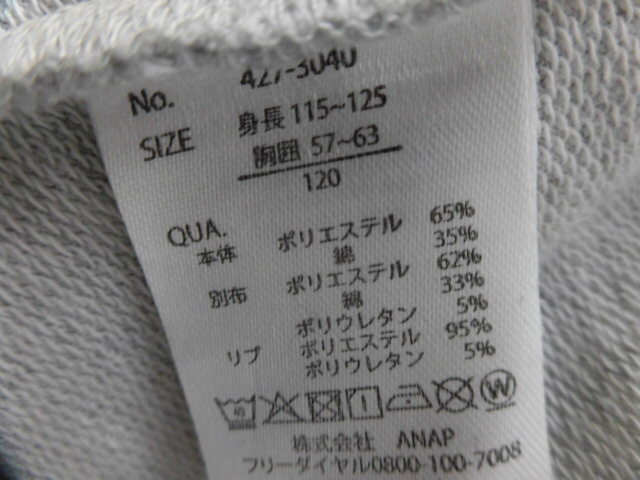 No. 427-3040
SIZE 身長 115~125
胸囲 57~63
120
QUA.
本体 ポリエステル 65%
綿 35%
別布 ポリエステル 62%
綿 33%
ポリウレタン 5%
リブ ポリエステル 95%
ポリウレタン 5%
W
株式会社 ANAP
フリーダイヤル0800-100-7008